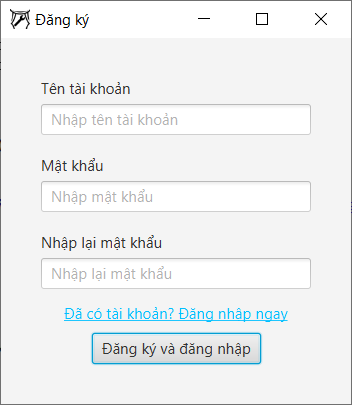 Đăng ký
Tên tài khoản
Nhập tên tài khoản
Mật khẩu
Nhập mật khẩu
Nhập lại mật khẩu
Nhập lại mật khẩu
Đã có tài khoản? Đăng nhập ngay
Đăng ký và đăng nhập